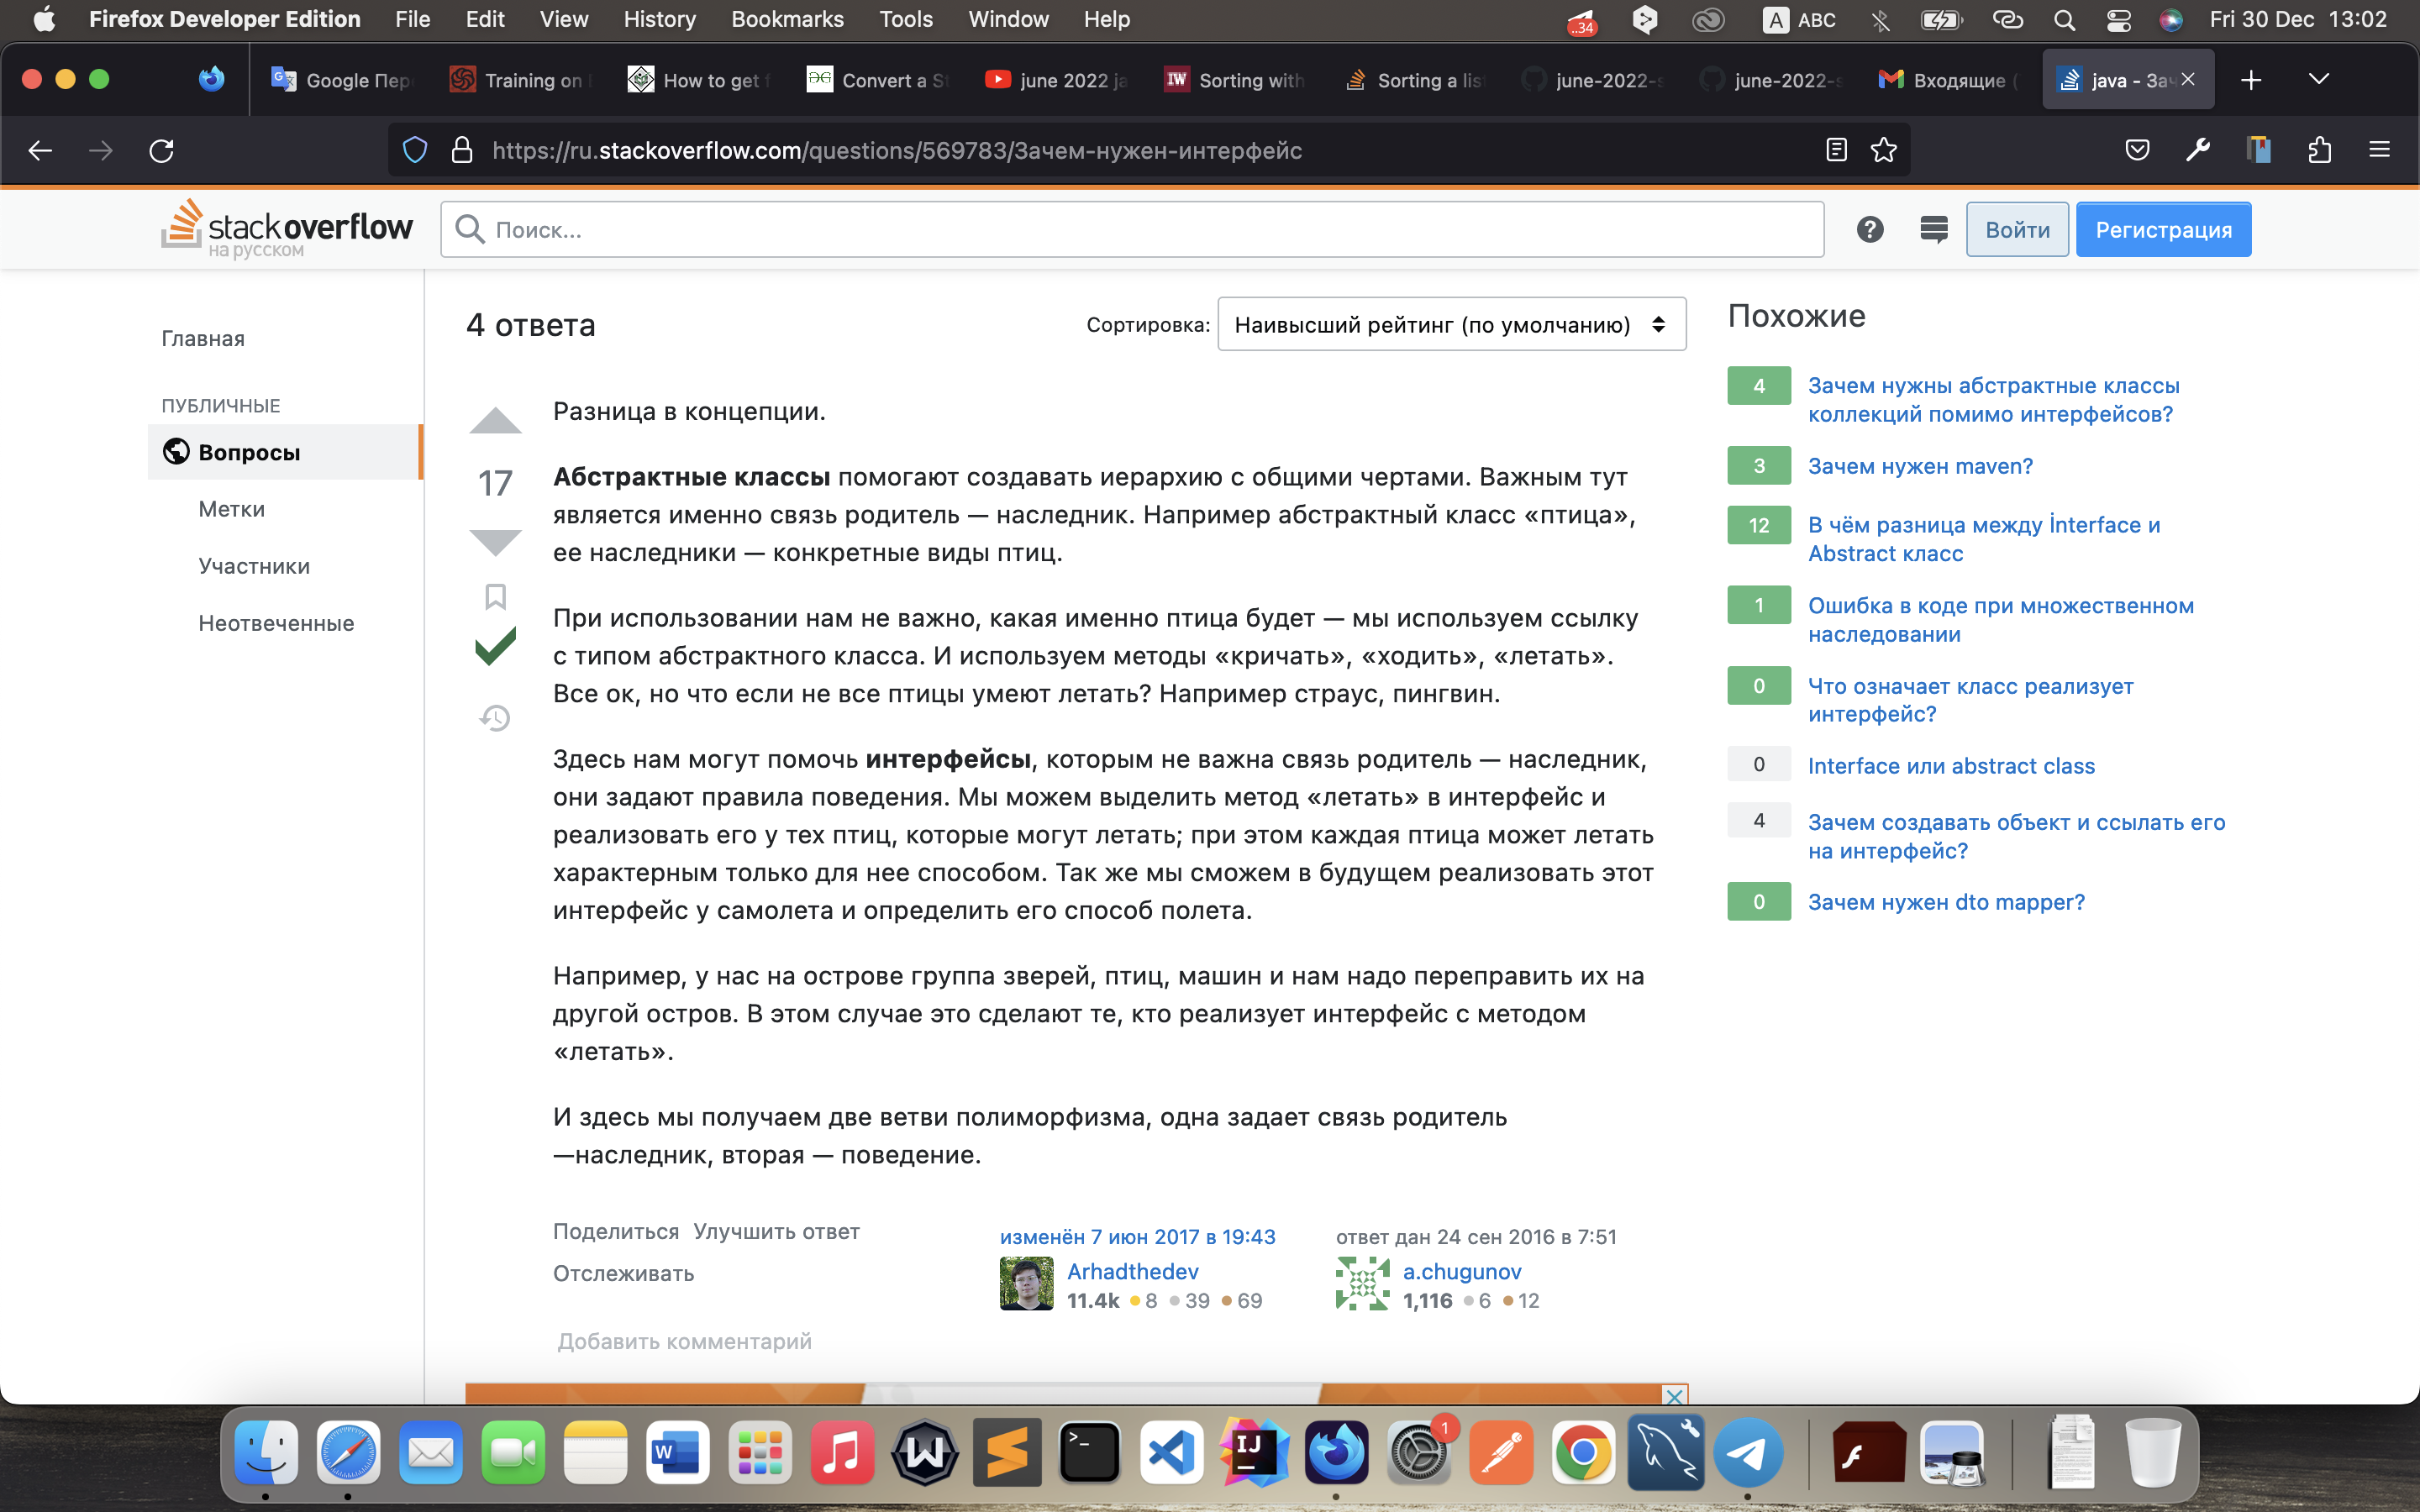 Firefox Developer Edition File Edit View History Bookmarks Tools Window Help ..34 A ABC Fri 30 Dec 13:02
Google Пер Training on How to get f Convert a St june 2022 ja Sorting with Sorting a lis june-2022-s june-2022-s Входящие ( java - Зач
https://ru.stackoverflow.com/questions/569783/Зачем-нужен-интерфейс
stackoverflow
на русском
Поиск...
Войти
Регистрация
Главная
ПУБЛИЧНЫЕ
Вопросы
Метки
Участники
Неотвеченные
4 ответа
Сортировка:
Наивысший рейтинг (по умолчанию)
17
Разница в концепции.
Абстрактные классы помогают создавать иерархию с общими чертами. Важным тут
является именно связь родитель — наследник. Например абстрактный класс «птица»,
ее наследники — конкретные виды птиц.
При использовании нам не важно, какая именно птица будет — мы используем ссылку
с типом абстрактного класса. И используем методы «кричать», «ходить», «летать».
Все ок, но что если не все птицы умеют летать? Например страус, пингвин.
Здесь нам могут помочь интерфейсы, которым не важна связь родитель — наследник,
они задают правила поведения. Мы можем выделить метод «летать» в интерфейс и
реализовать его у тех птиц, которые могут летать; при этом каждая птица может летать
характерным только для нее способом. Так же мы сможем в будущем реализовать этот
интерфейс у самолета и определить его способ полета.
Например, у нас на острове группа зверей, птиц, машин и нам надо переправить их на
другой остров. В этом случае это сделают те, кто реализует интерфейс с методом
«летать».
И здесь мы получаем две ветви полиморфизма, одна задает связь родитель
—наследник, вторая — поведение.
Поделиться Улучшить ответ
Отслеживать
изменён 7 июн 2017 в 19:43
Arhadthedev
11.4k 8 39 69
ответ дан 24 сен 2016 в 7:51
a.chugunov
1,116 6 12
Добавить комментарий
Похожие
4 Зачем нужны абстрактные классы
коллекций помимо интерфейсов?
3 Зачем нужен maven?
12 В чём разница между İnterface и
Abstract класс
1 Ошибка в коде при множественном
наследовании
0 Что означает класс реализует
интерфейс?
0 Interface или abstract class
4 Зачем создавать объект и ссылать его
на интерфейс?
0 Зачем нужен dto mapper?
W
W
>_
IJ
1